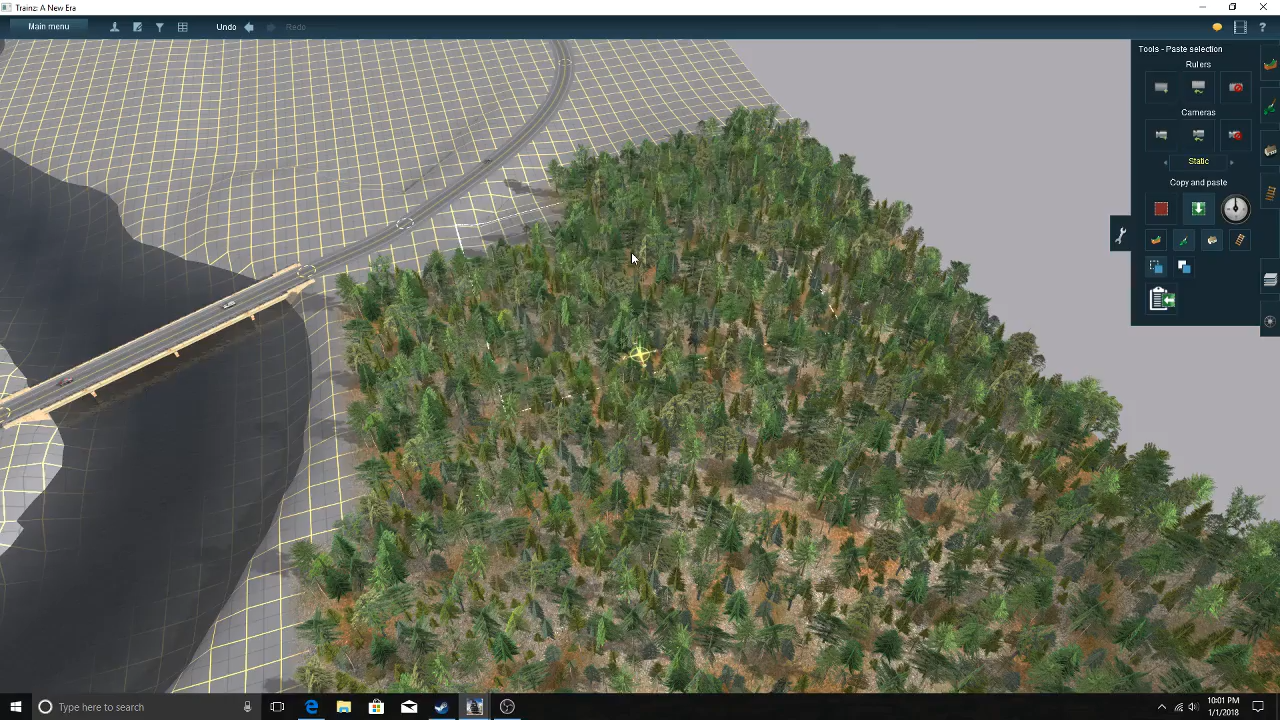 Trainz: A New Era
Main menu
Undo
Redo
?
Tools - Paste selection
Rulers
Cameras
Static
Copy and paste
Type here to search
10:01 PM
1/1/2018